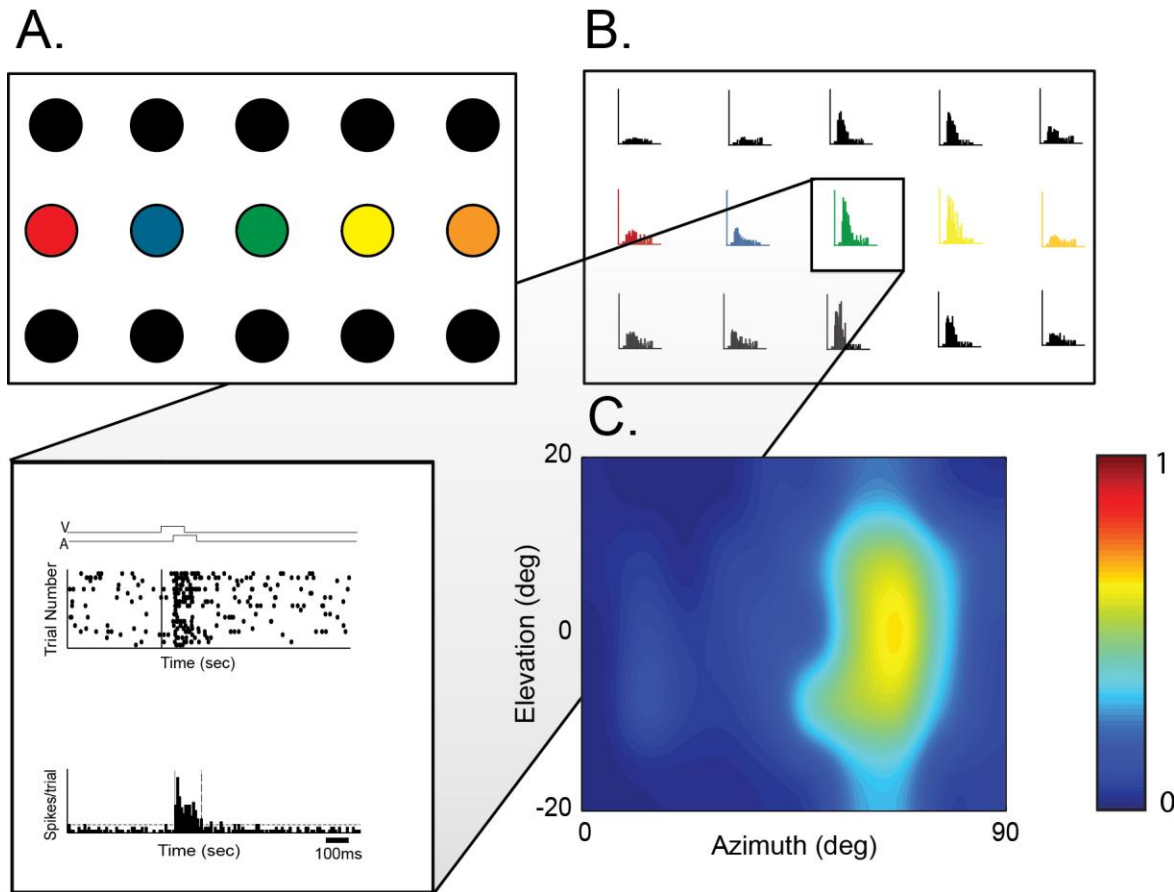 A.
B.
V
A
Trial Number
Time (sec)
Spikes/trial
Time (sec)
100ms
C.
20
0
-20
Elevation (deg)
0
90
Azimuth (deg)
1
0